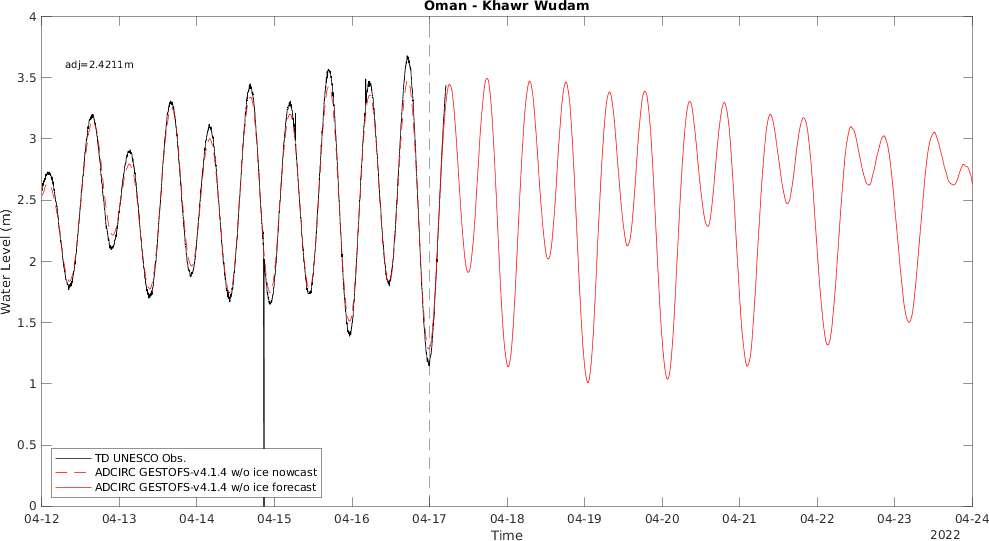 Oman - Khawr Wudam
4
adj=2.4211m
3.5
3
2.5
2
1.5
1
0.5
0
Water Level (m)
TD UNESCO Obs.
ADCIRC GESTOFS-v4.1.4 w/o ice nowcast
ADCIRC GESTOFS-v4.1.4 w/o ice forecast
04-12 04-13 04-14 04-15 04-16 04-17 04-18 04-19 04-20 04-21 04-22 04-23 04-24
Time
2022